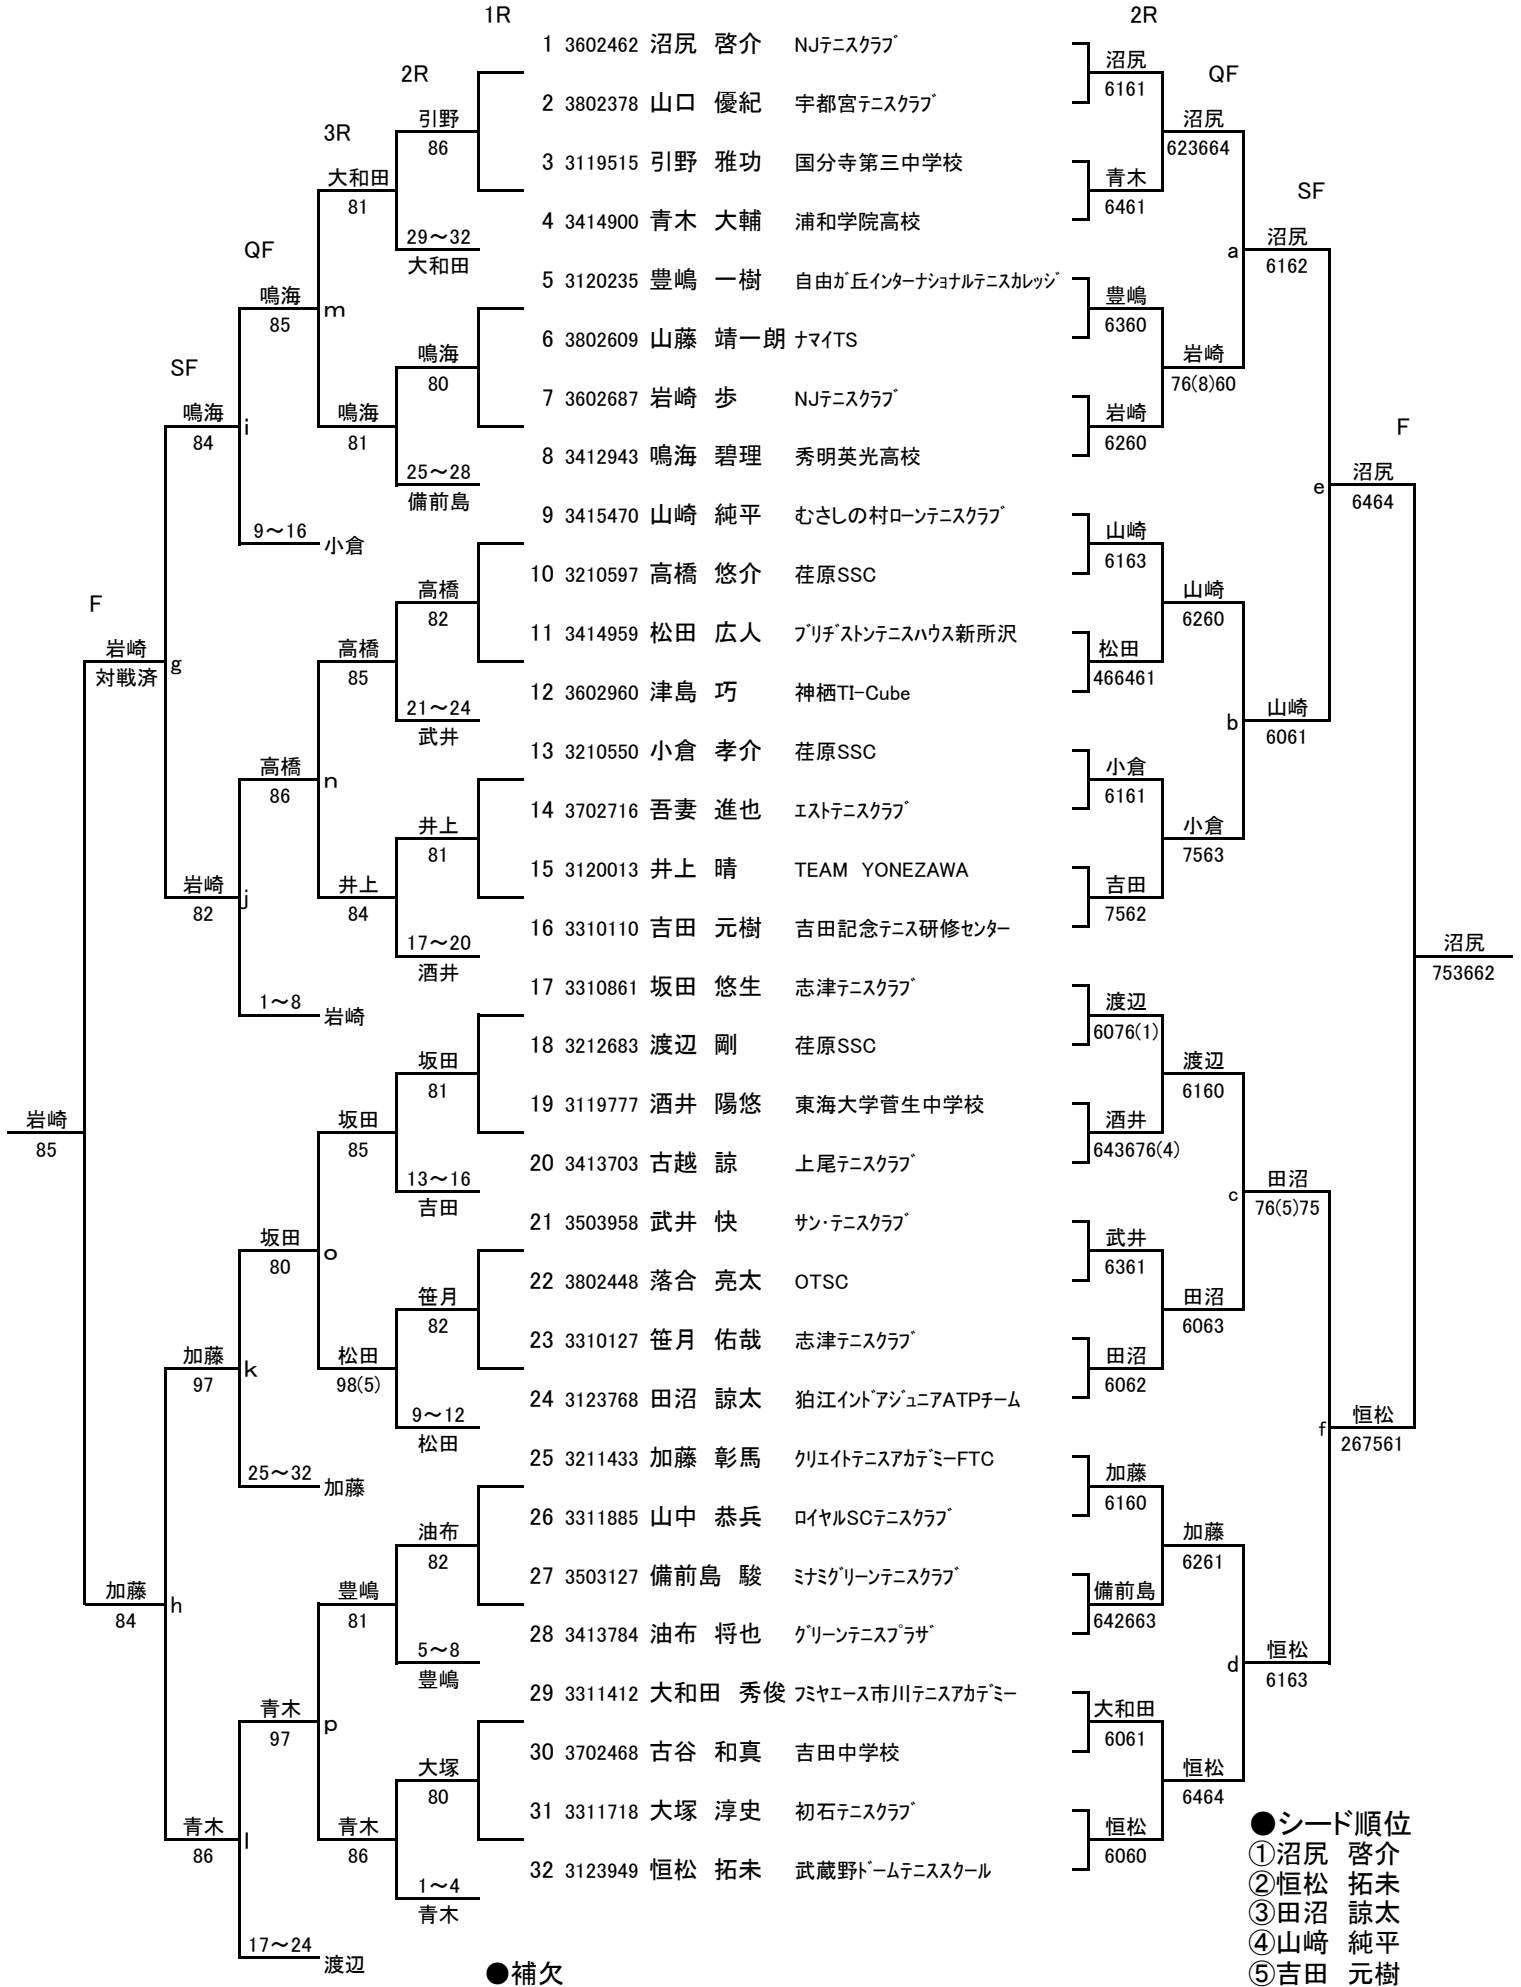 1R
2R
1 3602462 沼尻 啓介 NJテニスクラブ
沼尻
2R
QF
6161
2 3802378 山口 優紀 宇都宮テニスクラブ
引野
沼尻
3R
86
623664
3 3119515 引野 雅功 国分寺第三中学校
大和田
青木
SF
81
6461
4 3414900 青木 大輔 浦和学院高校
29～32
a
沼尻
QF
大和田
6162
5 3120235 豊嶋 一樹 自由ガ丘インターナショナルテニスカレッジ
鳴海
m
豊嶋
85
6360
6 3802609 山藤 靖一朗 ナマイTS
鳴海
岩崎
SF
80
76(8)60
7 3602687 岩崎 歩 NJテニスクラブ
鳴海
i
鳴海
岩崎
F
84
81
6260
8 3412943 鳴海 碧理 秀明英光高校
25～28
e
沼尻
備前島
6464
9 3415470 山崎 純平 むさしの村ローンテニスクラブ
9～16
小倉
山崎
6163
10 3210597 高橋 悠介 荏原SSC
高橋
山崎
F
82
6260
11 3414959 松田 広人 ブリヂストンテニスハウス新所沢
岩崎
g
高橋
松田
対戦済
85
466461
12 3602960 津島 巧 神栖TI-Cube
21～24
b
山崎
武井
6061
13 3210550 小倉 孝介 荏原SSC
高橋
n
小倉
86
6161
14 3702716 吾妻 進也 エストテニスクラブ
井上
小倉
81
7563
15 3120013 井上 晴 TEAM YONEZAWA
岩崎
j
井上
吉田
82
84
7562
16 3310110 吉田 元樹 吉田記念テニス研修センター
17～20
沼尻
酒井
753662
17 3310861 坂田 悠生 志津テニスクラブ
1～8
岩崎
渡辺
6076(1)
18 3212683 渡辺 剛 荏原SSC
坂田
渡辺
81
6160
19 3119777 酒井 陽悠 東海大学菅生中学校
岩崎
坂田
酒井
85
85
643676(4)
20 3413703 古越 諒 上尾テニスクラブ
13～16
c
田沼
吉田
76(5)75
21 3503958 武井 快 サン・テニスクラブ
坂田
o
武井
80
6361
22 3802448 落合 亮太 OTSC
笹月
田沼
82
6063
23 3310127 笹月 佑哉 志津テニスクラブ
加藤
k
松田
田沼
97
98(5)
6062
24 3123768 田沼 諒太 狛江インドアジュニアATPチーム
9～12
f
恒松
松田
267561
25 3211433 加藤 彰馬 クリエイトテニスアカデミーFTC
25～32
加藤
加藤
6160
26 3311885 山中 恭兵 ロイヤルSCテニスクラブ
油布
加藤
82
6261
27 3503127 備前島 駿 ミナミグリーンテニスクラブ
加藤
h
豊嶋
備前島
84
81
642663
28 3413784 油布 将也 グリーンテニスプラザ
5～8
d
恒松
豊嶋
6163
29 3311412 大和田 秀俊 フミヤエース市川テニスアカデミー
青木
p
大和田
97
6061
30 3702468 古谷 和真 吉田中学校
大塚
恒松
80
6464
31 3311718 大塚 淳史 初石テニスクラブ
青木
l
青木
恒松
86
86
6060
32 3123949 恒松 拓未 武蔵野ドームテニススクール
1～4
青木
17～24
渡辺
●補欠
●シード順位
①沼尻 啓介
②恒松 拓未
③田沼 諒太
④山﨑 純平
⑤吉田 元樹